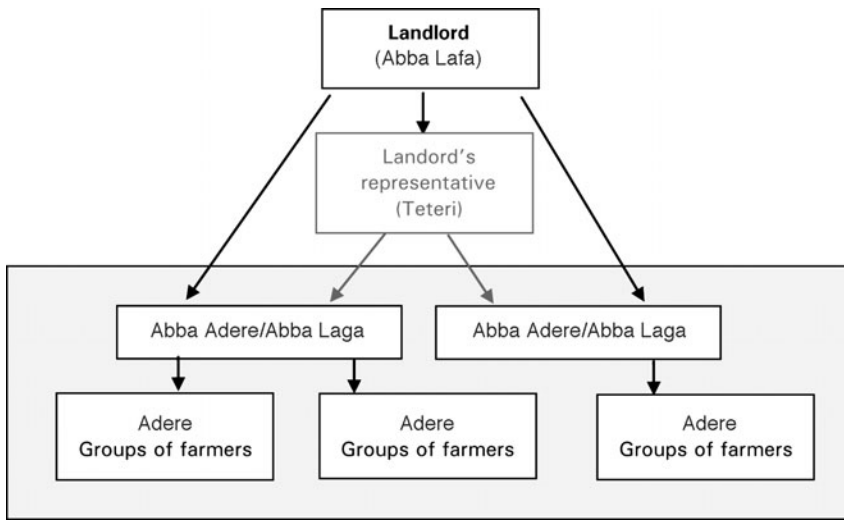 Landlord
(Abba Lafa)
Landord's
representative
(Teteri)
Abba Adere/Abba Laga
Abba Adere/Abba Laga
Adere
Groups of farmers
Adere
Groups of farmers
Adere
Groups of farmers